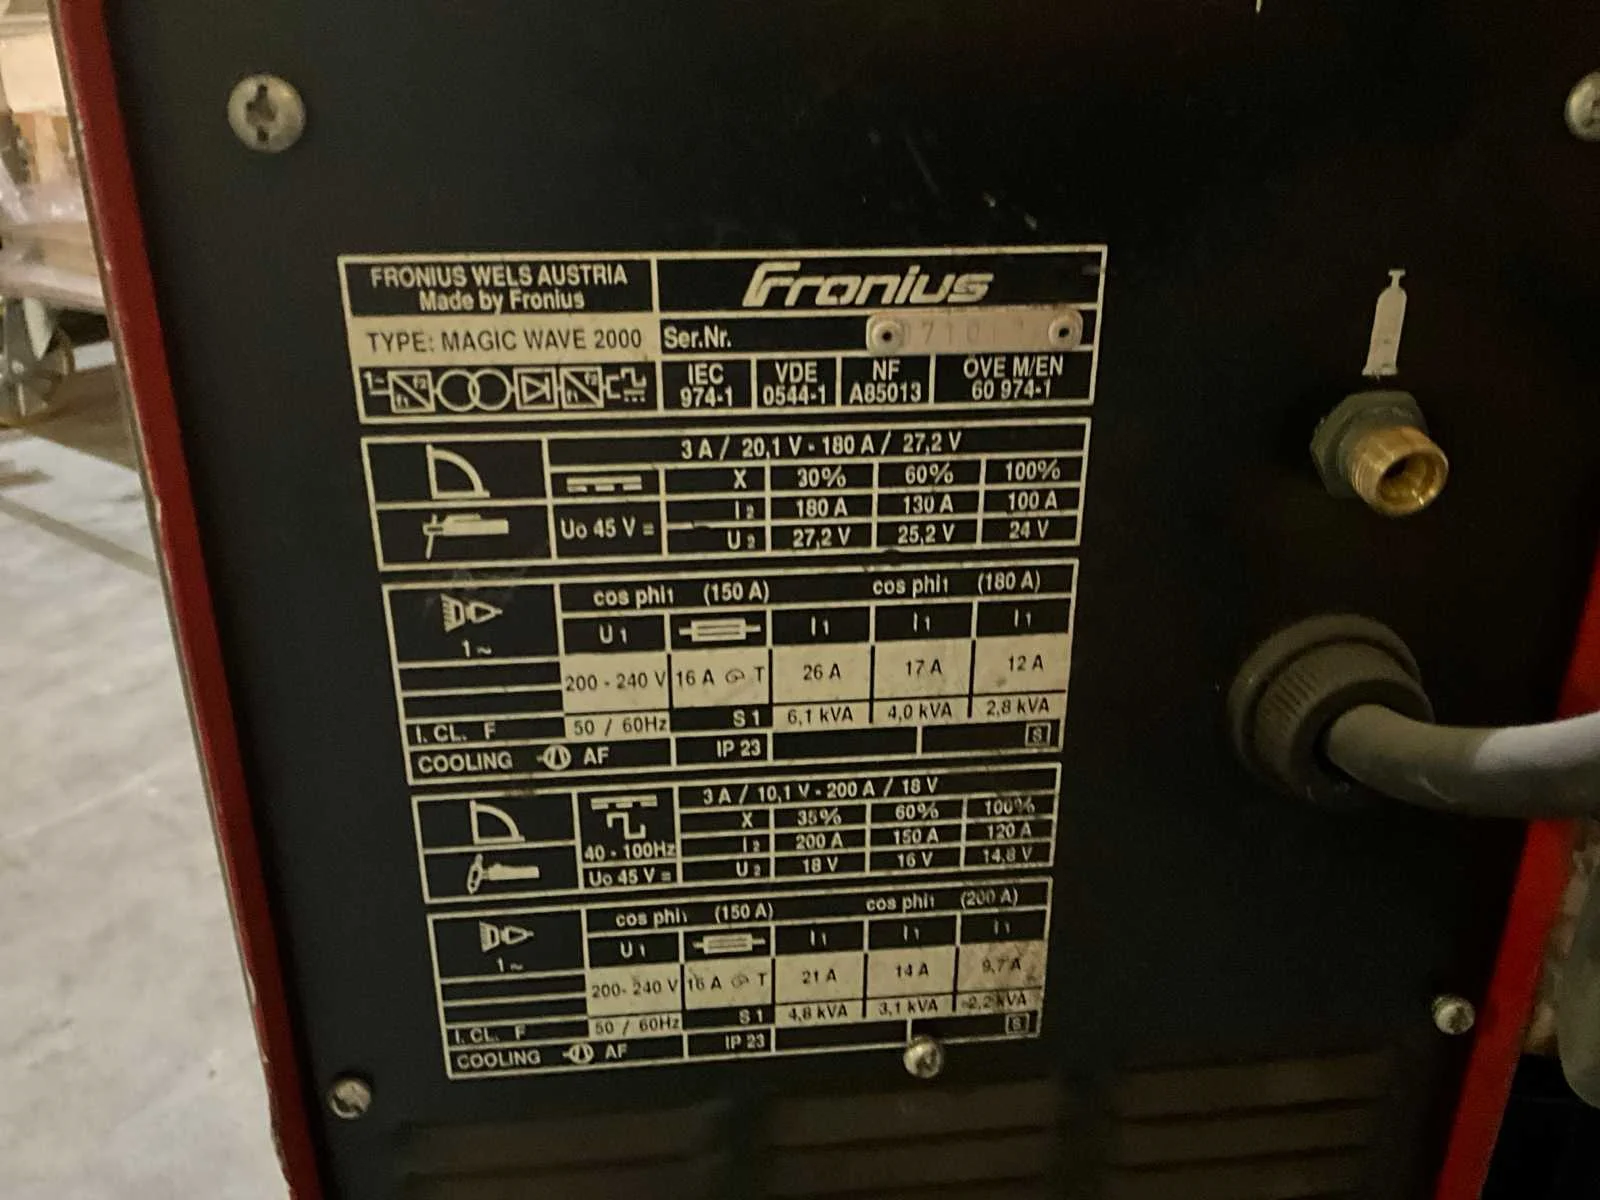 FRONIUS WELS AUSTRIA
Made by Fronius
Fronius
TYPE: MAGIC WAVE 2000
Ser.Nr.
1~ f1 f2 f1 f2
IEC 974-1
VDE 0544-1
NF A85013
OVE M/EN 60 974-1
3 A / 20,1 V - 180 A / 27,2 V
X 30% 60% 100%
I2 180 A 130 A 100 A
Uo 45 V =
U2 27,2 V 25,2 V 24 V
cos phi1 (150 A) cos phi1 (180 A)
1~
U1 I1 I1 I1
200 - 240 V 16 A T 26 A 17 A 12 A
I. CL. F 50 / 60Hz S1 6,1 kVA 4,0 kVA 2,8 kVA
COOLING AF IP 23 S
3 A / 10,1 V - 200 A / 18 V
X 35% 60% 100%
40 - 100Hz I2 200 A 150 A 120 A
Uo 45 V = U2 18 V 16 V 14,8 V
cos phi1 (150 A) cos phi1 (200 A)
1~
U1 I1 I1 I1
200- 240 V 16 A T 21 A 14 A 9,7 A
I. CL. F 50 / 60Hz S1 4,8 kVA 3,1 kVA 2,2 kVA
COOLING AF IP 23 S